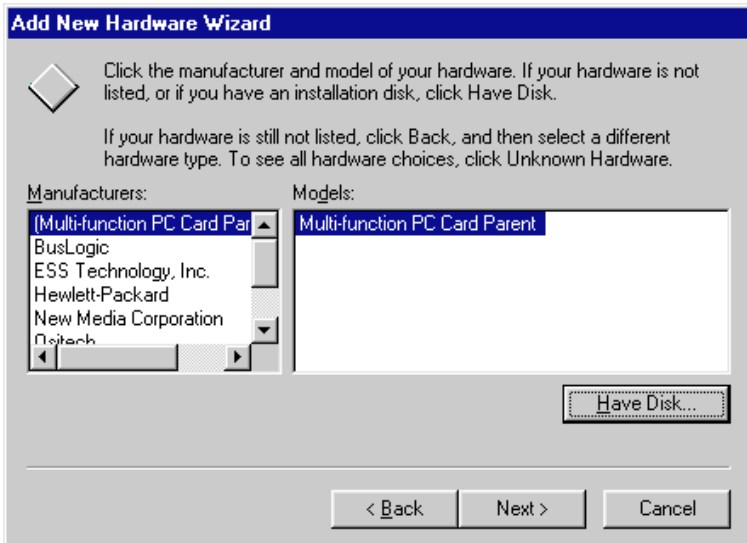 Add New Hardware Wizard
Click the manufacturer and model of your hardware. If your hardware is not
listed, or if you have an installation disk, click Have Disk.
If your hardware is still not listed, click Back, and then select a different
hardware type. To see all hardware choices, click Unknown Hardware.
Manufacturers:
Models:
(Multi-function PC Card Par
Multi-function PC Card Parent
BusLogic
ESS Technology, Inc.
Hewlett-Packard
New Media Corporation
Ositech
Have Disk...
< Back
Next >
Cancel